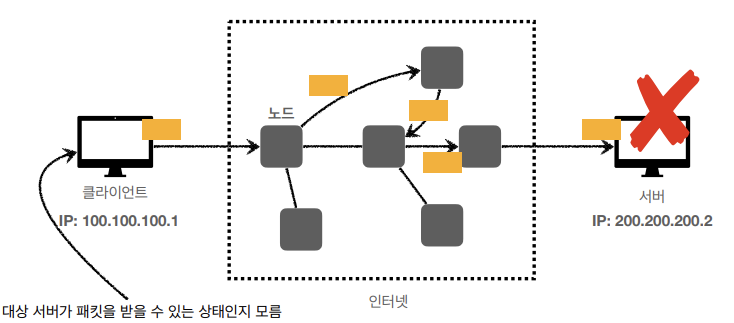 노드
클라이언트
IP: 100.100.100.1
서버
IP: 200.200.200.2
인터넷
대상 서버가 패킷을 받을 수 있는 상태인지 모름